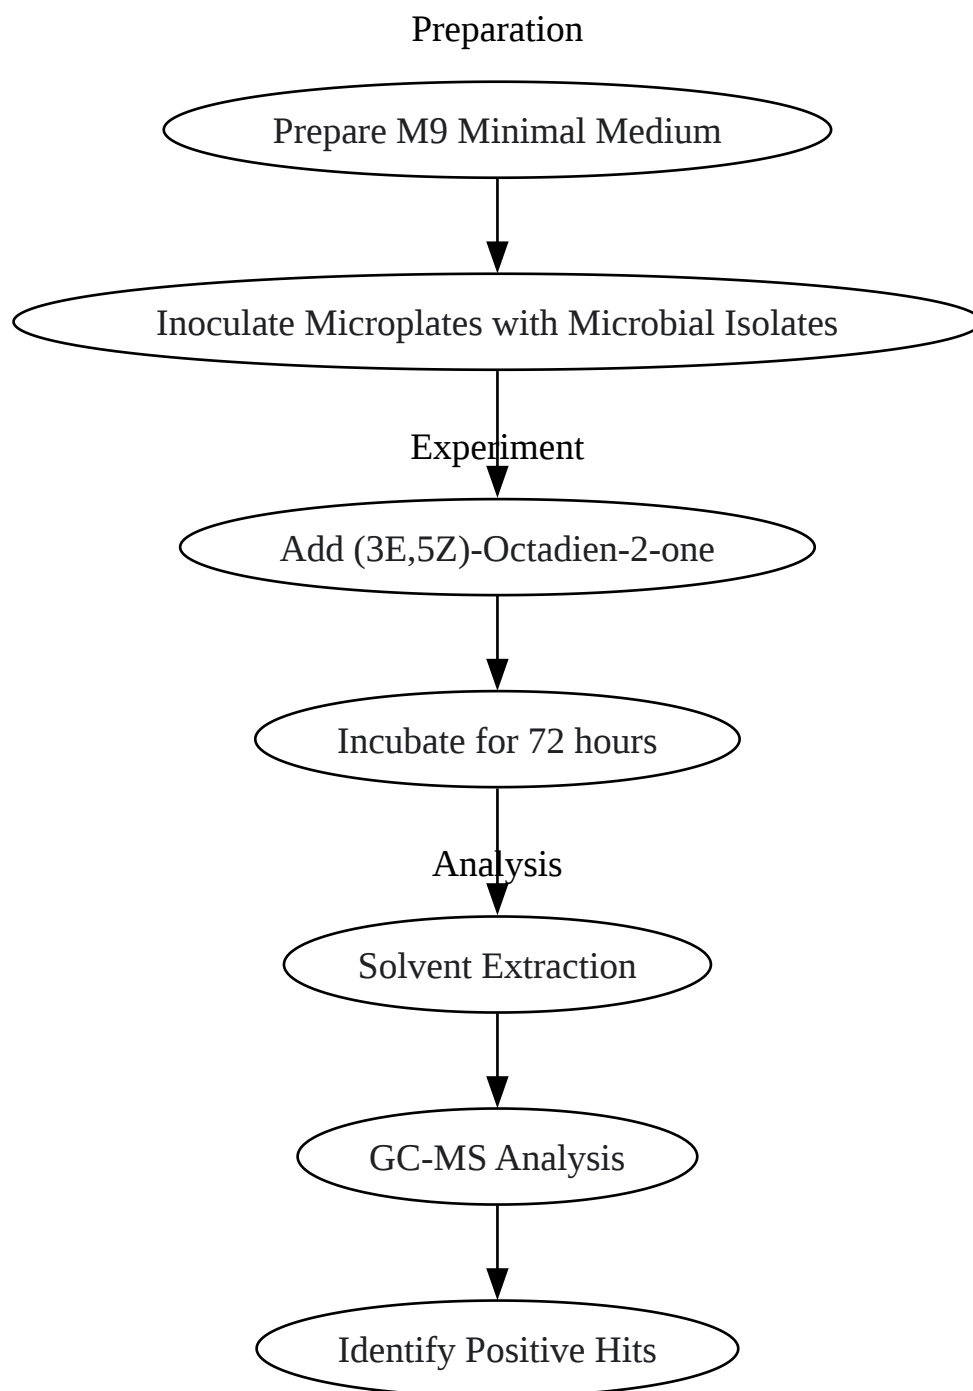 Preparation
Prepare M9 Minimal Medium
Inoculate Microplates with Microbial Isolates
Experiment
Add (3E,5Z)-Octadien-2-one
Incubate for 72 hours
Analysis
Solvent Extraction
GC-MS Analysis
Identify Positive Hits